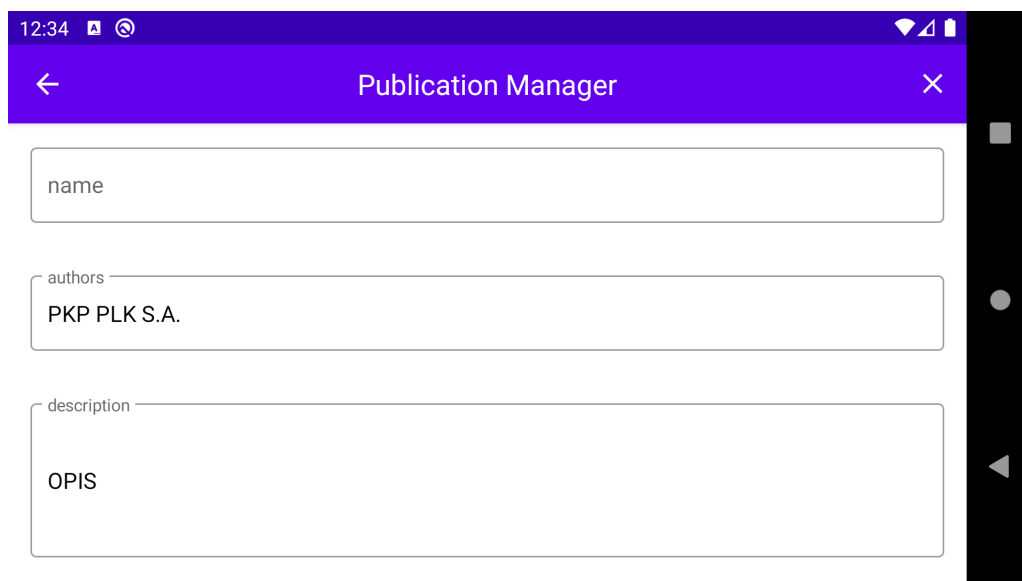 12:34
Publication Manager
name
authors
PKP PLK S.A.
description
OPIS